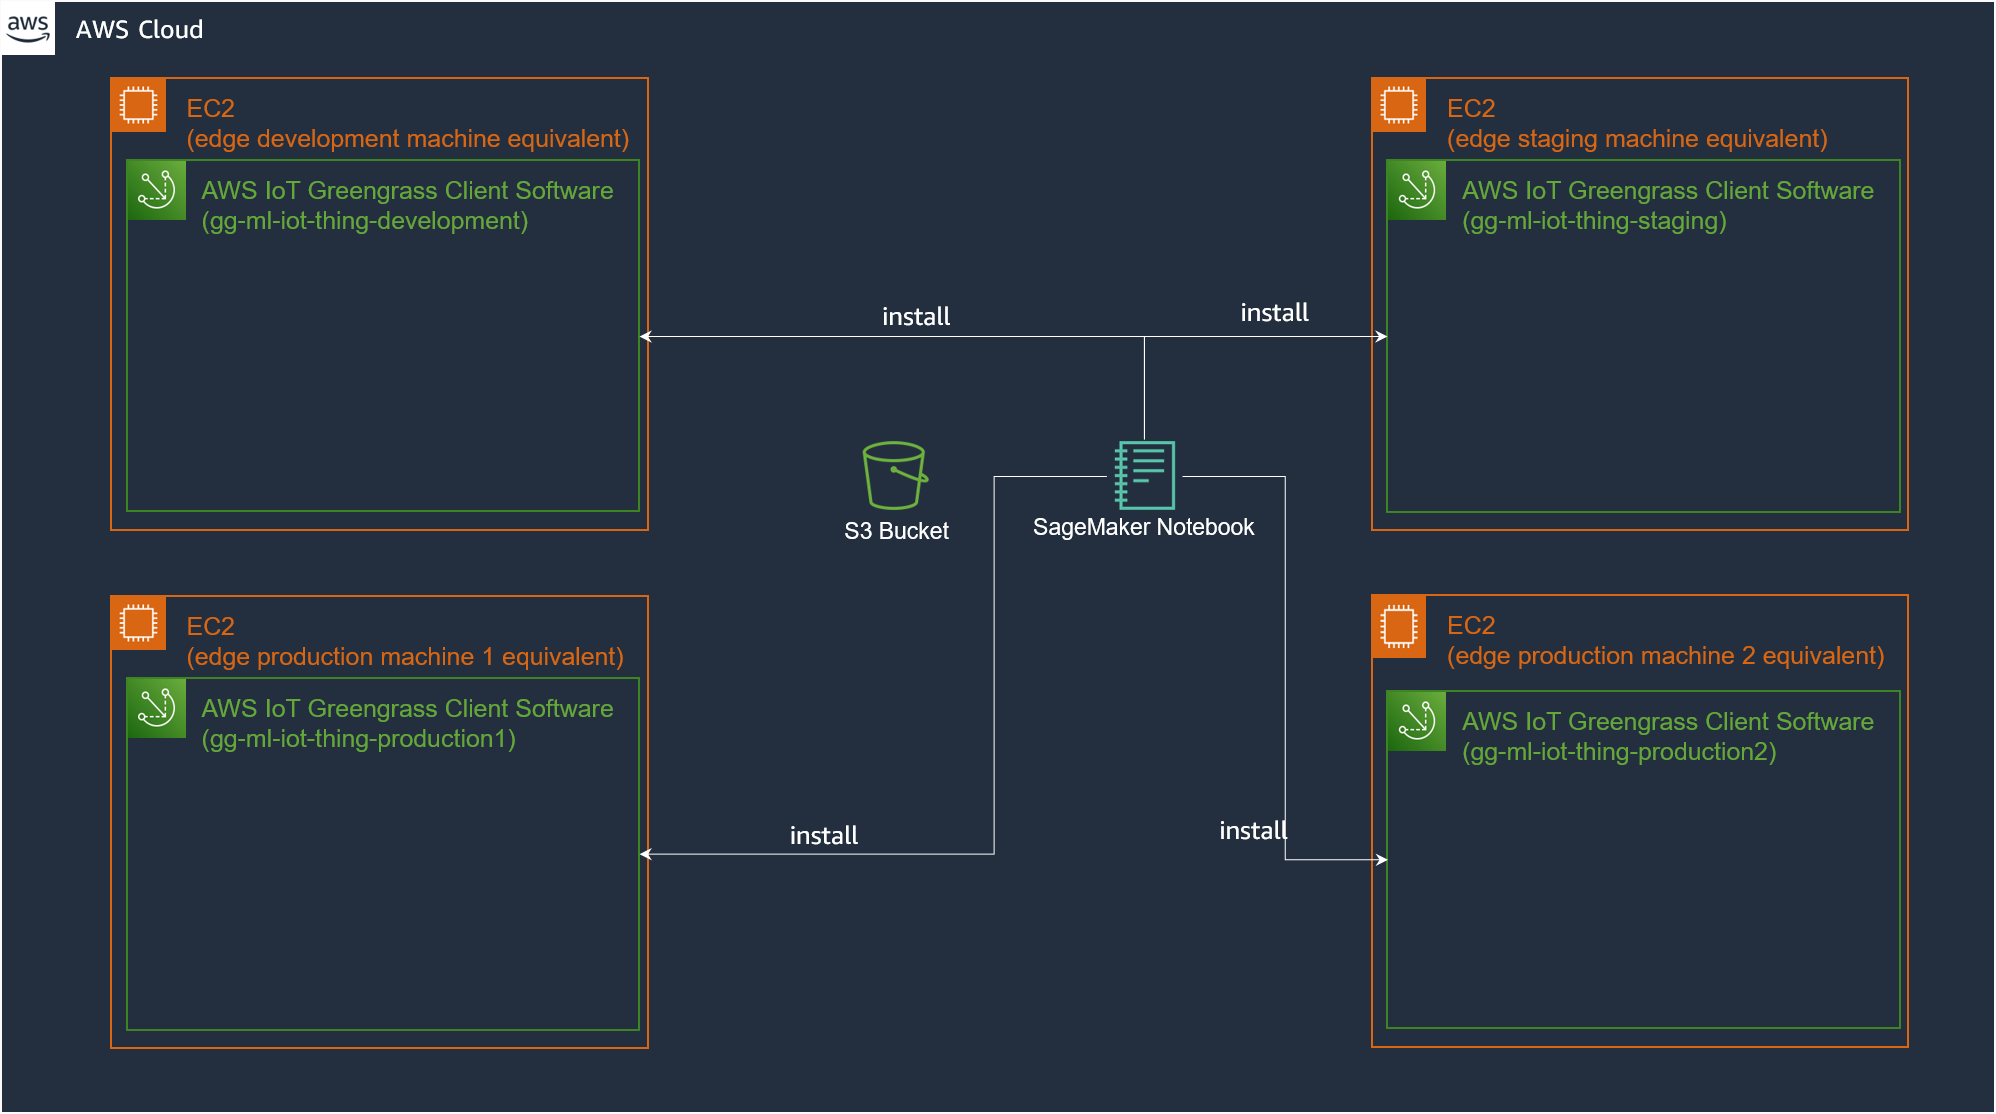 aws
AWS Cloud
EC2
(edge development machine equivalent)
AWS IoT Greengrass Client Software
(gg-ml-iot-thing-development)
EC2
(edge staging machine equivalent)
AWS IoT Greengrass Client Software
(gg-ml-iot-thing-staging)
install
install
S3 Bucket
SageMaker Notebook
EC2
(edge production machine 1 equivalent)
AWS IoT Greengrass Client Software
(gg-ml-iot-thing-production1)
EC2
(edge production machine 2 equivalent)
AWS IoT Greengrass Client Software
(gg-ml-iot-thing-production2)
install
install